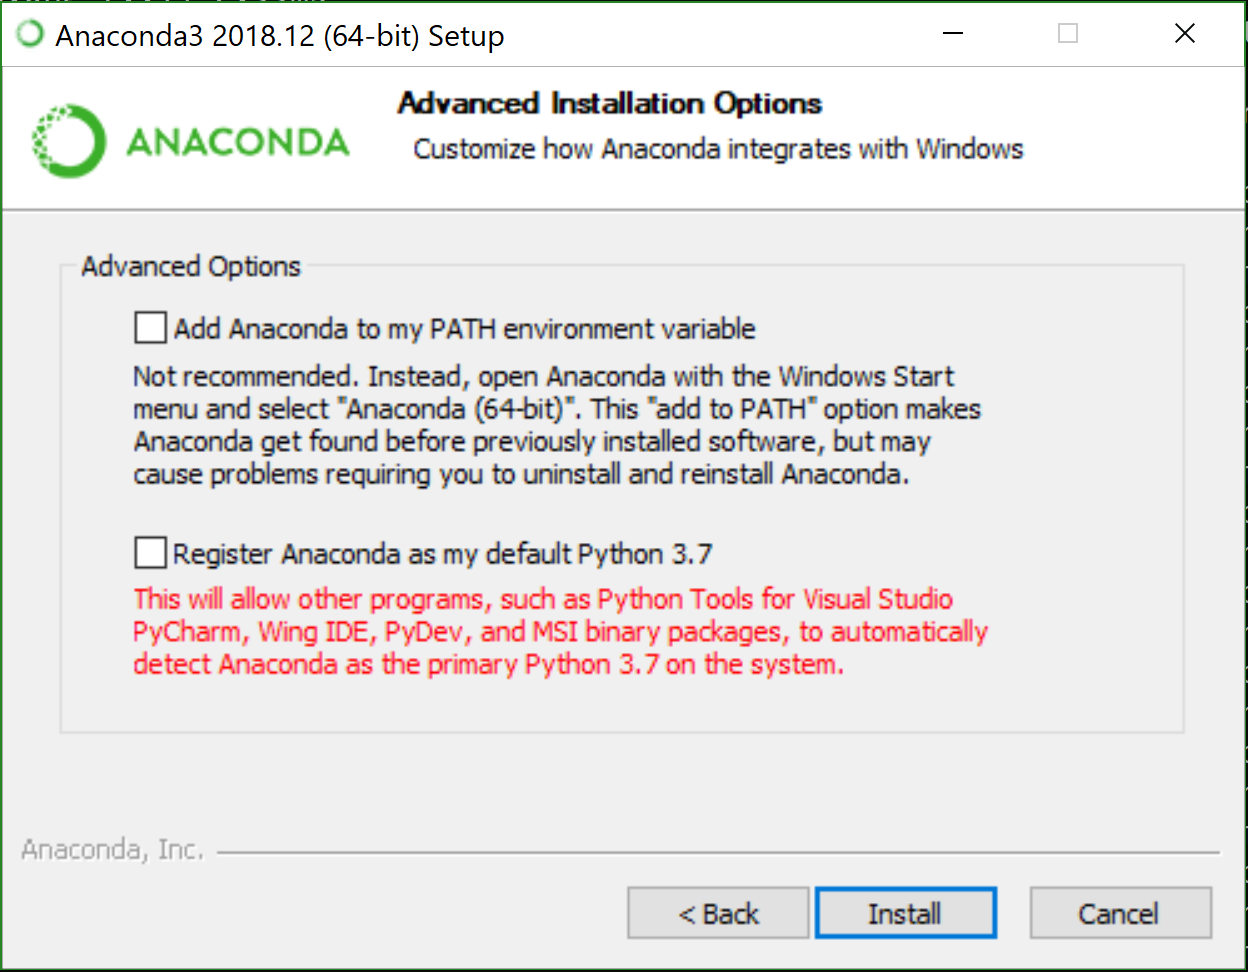 Anaconda3 2018.12 (64-bit) Setup
ANACONDA
Advanced Installation Options
Customize how Anaconda integrates with Windows
Advanced Options
Add Anaconda to my PATH environment variable
Not recommended. Instead, open Anaconda with the Windows Start
menu and select "Anaconda (64-bit)". This "add to PATH" option makes
Anaconda get found before previously installed software, but may
cause problems requiring you to uninstall and reinstall Anaconda.
Register Anaconda as my default Python 3.7
This will allow other programs, such as Python Tools for Visual Studio
PyCharm, Wing IDE, PyDev, and MSI binary packages, to automatically
detect Anaconda as the primary Python 3.7 on the system.
Anaconda, Inc.
< Back
Install
Cancel